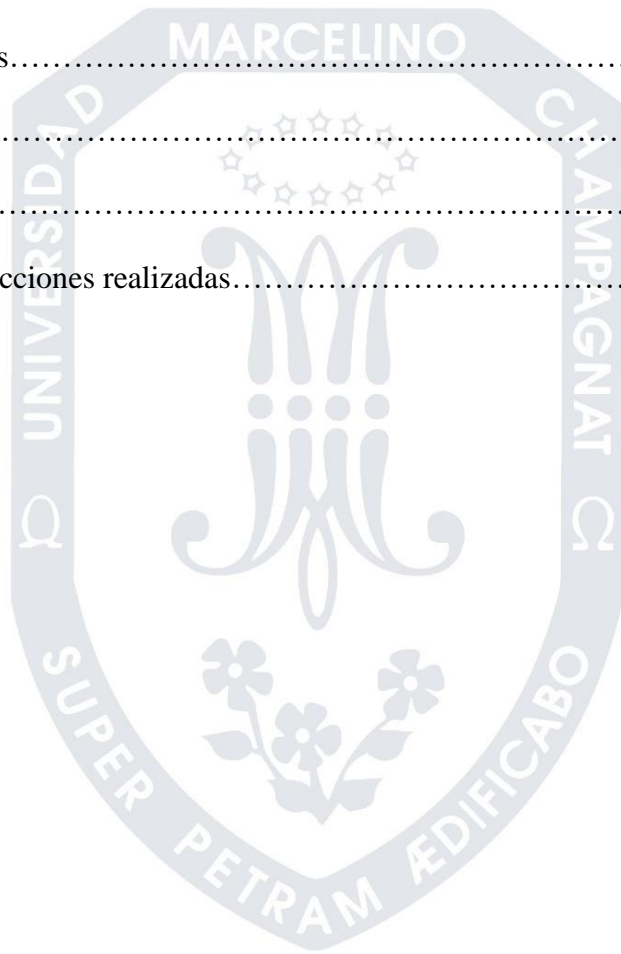 s……………………………………………………
UNIVERSIDAD MARCELINO CHAMPAGNAT
……………………………………………………
……………………………………………………
cciones realizadas…………………………………
Ω Ω
SUPER PETRAM ÆDIFICABO